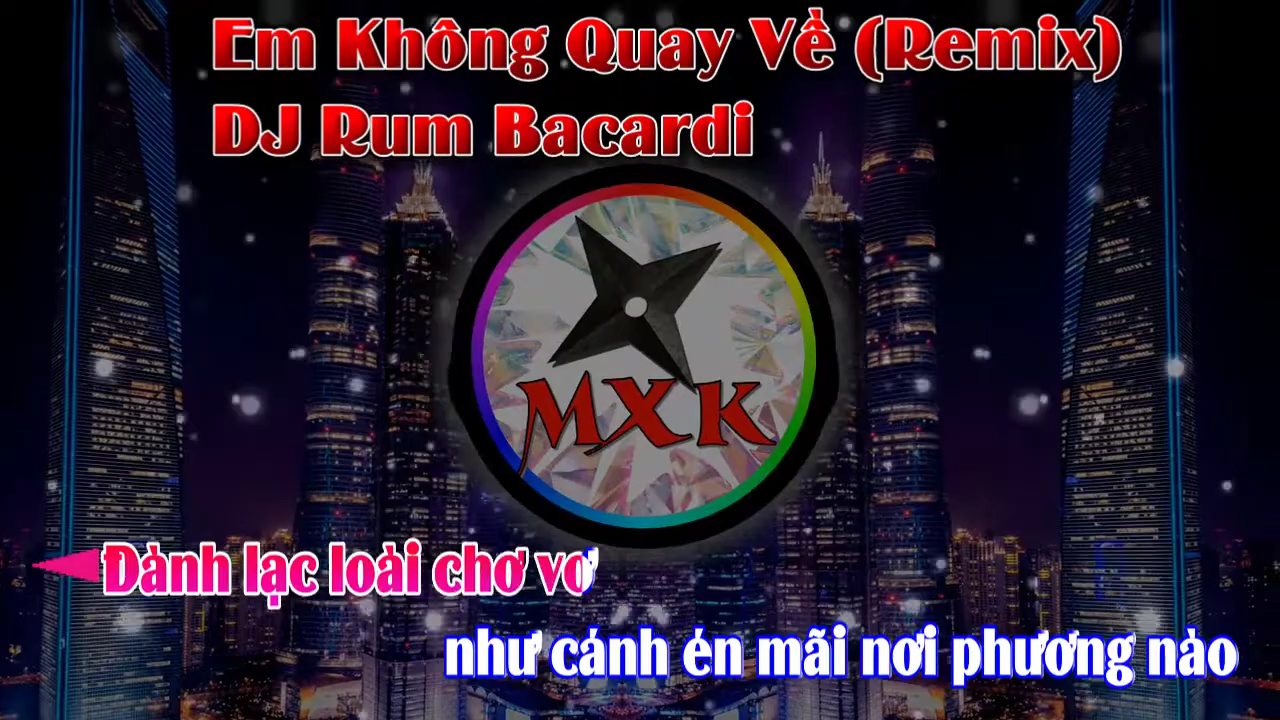 Em Không Quay Về (Remix)
DJ Rum Bacardi
MXK
Đành lạc loài chơ vơ
như cánh én mãi nơi phương nào